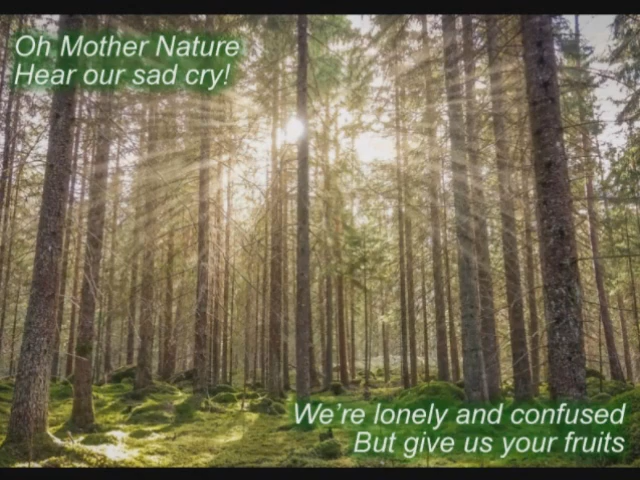 Oh Mother Nature
Hear our sad cry!
We're lonely and confused
But give us your fruits